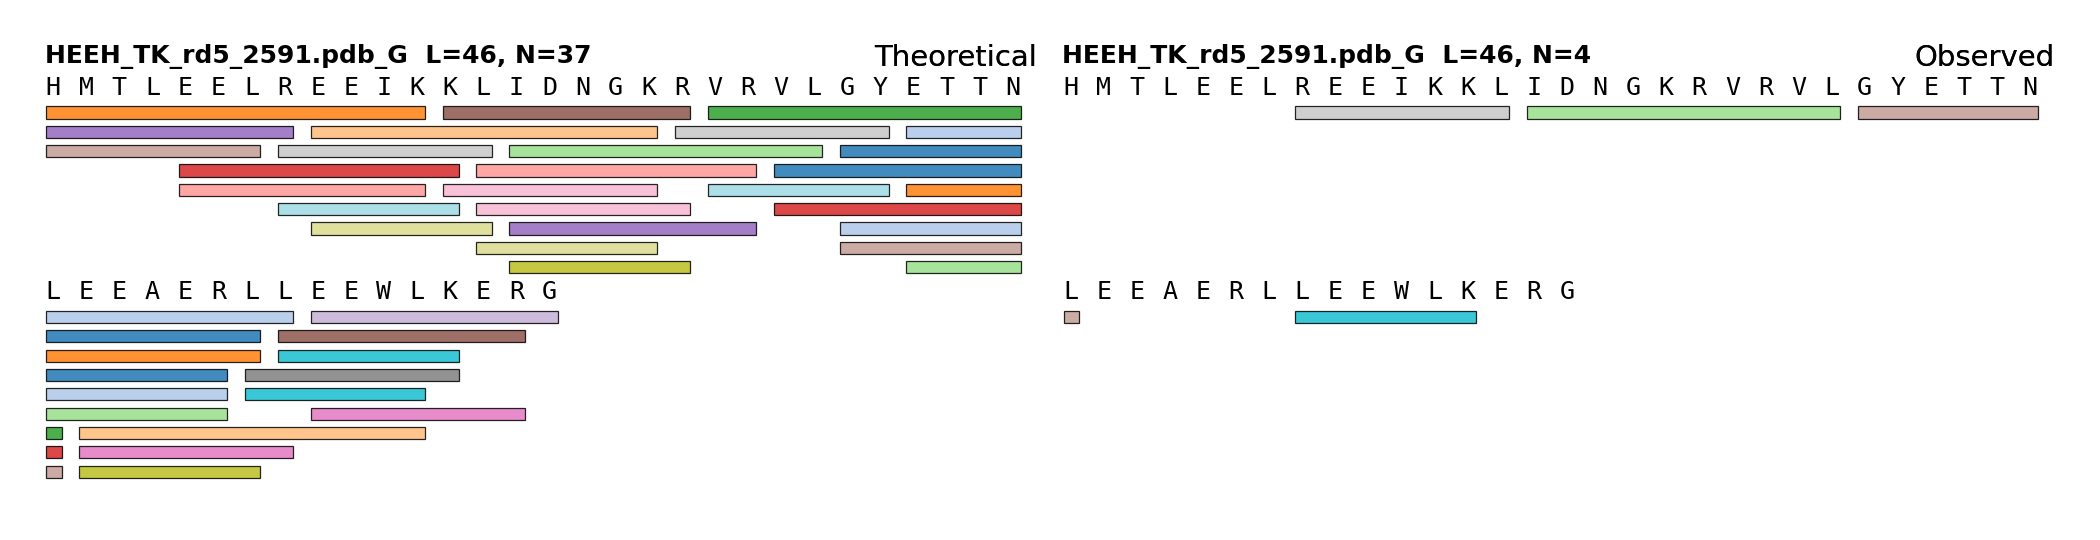 HEEH_TK_rd5_2591.pdb_G  L=46, N=37
Theoretical
H M T L E E L R E E I K K L I D N G K R V R V L G Y E T T N
L E E A E R L L E E W L K E R G
HEEH_TK_rd5_2591.pdb_G  L=46, N=4
Observed
H M T L E E L R E E I K K L I D N G K R V R V L G Y E T T N
L E E A E R L L E E W L K E R G